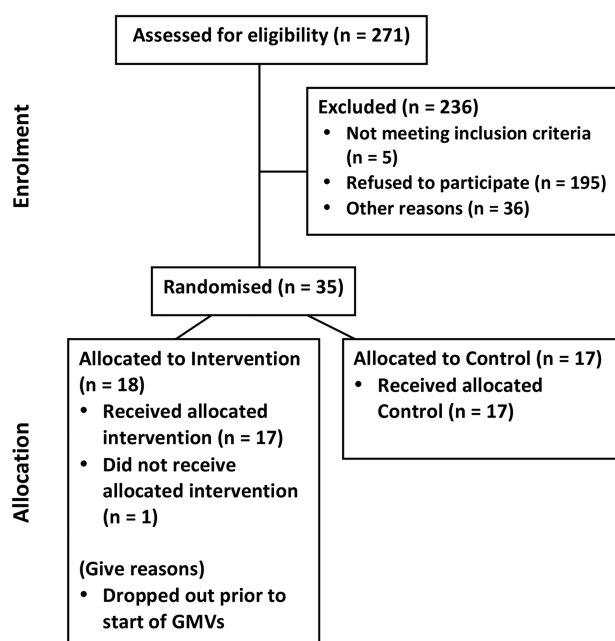 Assessed for eligibility (n = 271)
Enrolment
Excluded (n = 236)
• Not meeting inclusion criteria
(n = 5)
• Refused to participate (n = 195)
• Other reasons (n = 36)
Randomised (n = 35)
Allocation
Allocated to Intervention
(n = 18)
• Received allocated
intervention (n = 17)
• Did not receive
allocated intervention
(n = 1)
(Give reasons)
• Dropped out prior to
start of GMVs
Allocated to Control (n = 17)
• Received allocated
Control (n = 17)